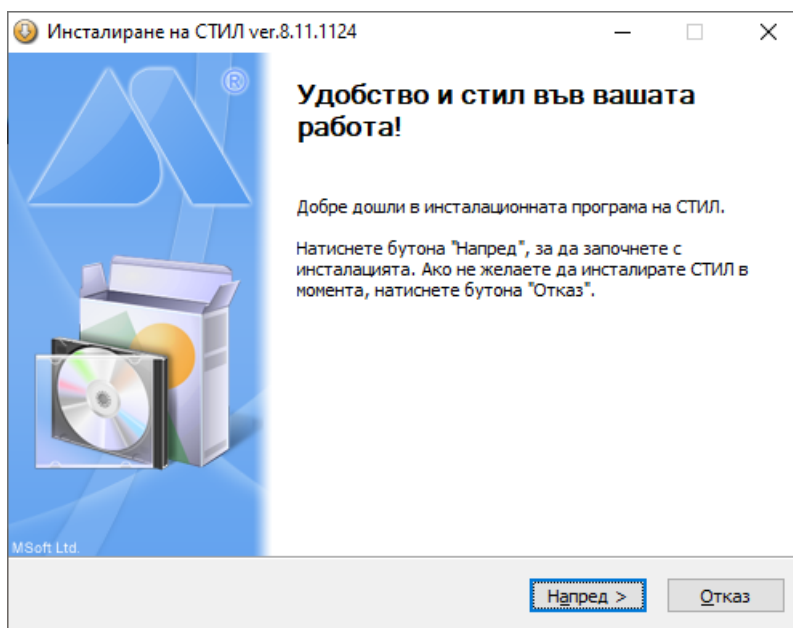 Инсталиране на СТИЛ ver.8.11.1124
®
Удобство и стил във вашата
работа!
Добре дошли в инсталационната програма на СТИЛ.
Натиснете бутона "Напред", за да започнете с
инсталацията. Ако не желаете да инсталирате СТИЛ в
момента, натиснете бутона "Отказ".
MSoft Ltd.
Напред >
Отказ